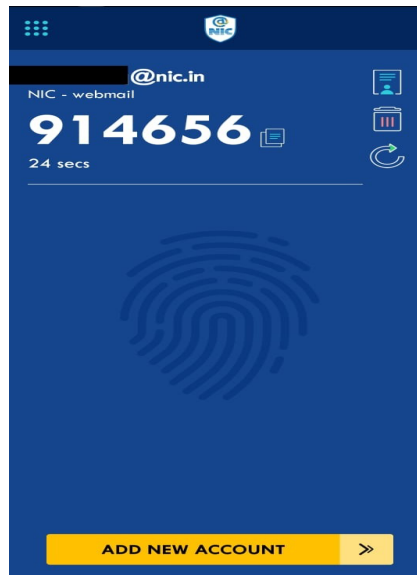 @
NIC
@nic.in
NIC - webmail
914656
24 secs
ADD NEW ACCOUNT